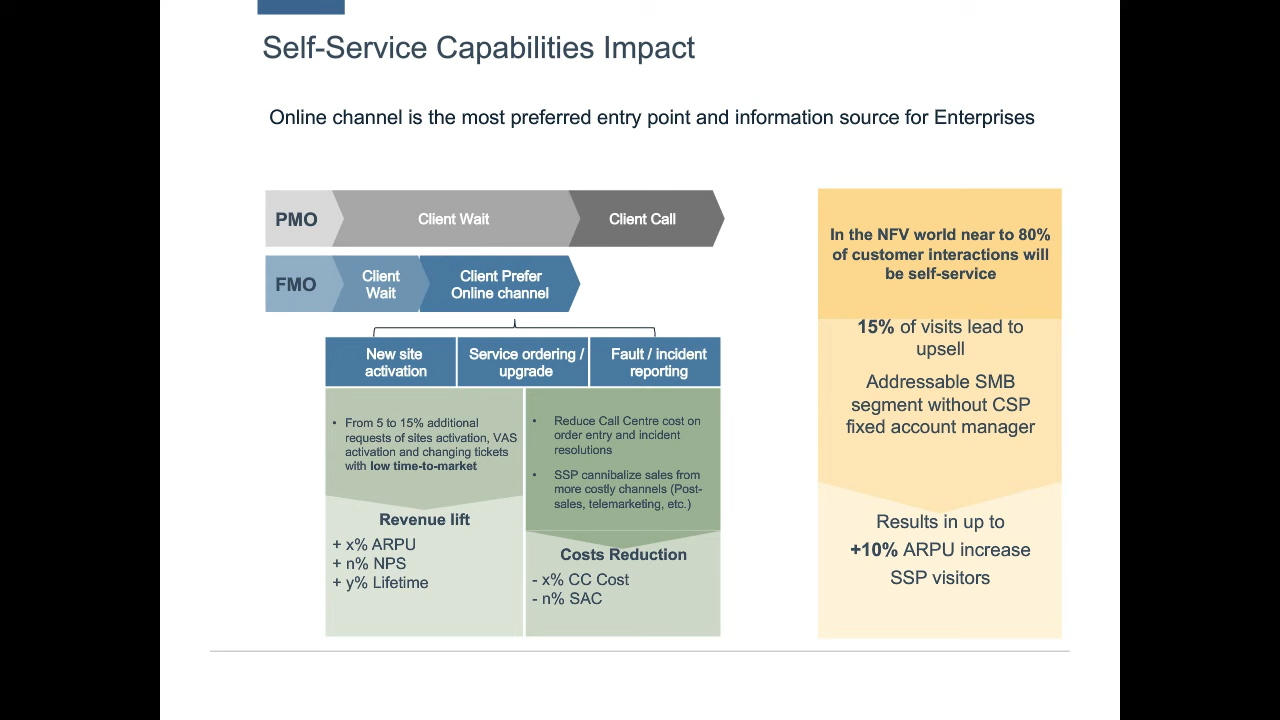 Self-Service Capabilities Impact
Online channel is the most preferred entry point and information source for Enterprises
PMO
Client Wait
Client Call
FMO
Client
Wait
Client Prefer
Online channel
New site
activation
Service ordering /
upgrade
Fault / incident
reporting
• From 5 to 15% additional
requests of sites activation, VAS
activation and changing tickets
with low time-to-market
Revenue lift
+ x% ARPU
+ n% NPS
+ y% Lifetime
• Reduce Call Centre cost on
order entry and incident
resolutions
• SSP cannibalize sales from
more costly channels (Post-
sales, telemarketing, etc.)
Costs Reduction
- x% CC Cost
- n% SAC
In the NFV world near to 80%
of customer interactions will
be self-service
15% of visits lead to
upsell
Addressable SMB
segment without CSP
fixed account manager
Results in up to
+10% ARPU increase
SSP visitors